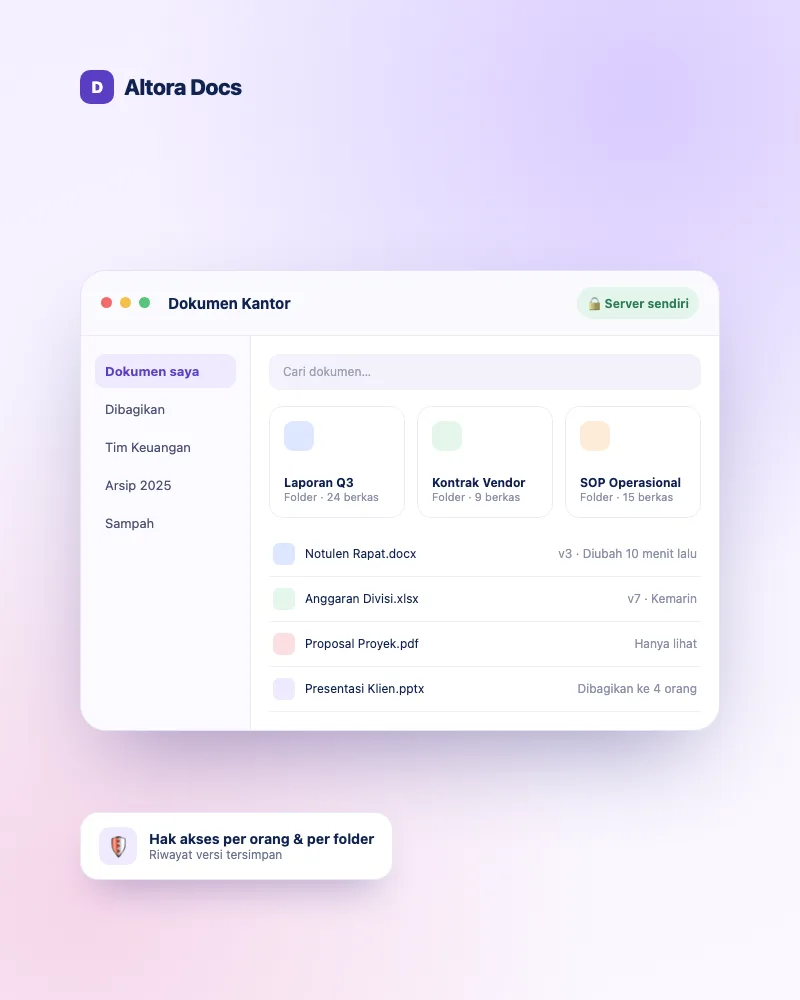 D Altora Docs
Dokumen Kantor
🔒 Server sendiri
Dokumen saya
Dibagikan
Tim Keuangan
Arsip 2025
Sampah
Cari dokumen...
Laporan Q3
Folder · 24 berkas
Kontrak Vendor
Folder · 9 berkas
SOP Operasional
Folder · 15 berkas
Notulen Rapat.docx v3 · Diubah 10 menit lalu
Anggaran Divisi.xlsx v7 · Kemarin
Proposal Proyek.pdf Hanya lihat
Presentasi Klien.pptx Dibagikan ke 4 orang
Hak akses per orang & per folder
Riwayat versi tersimpan